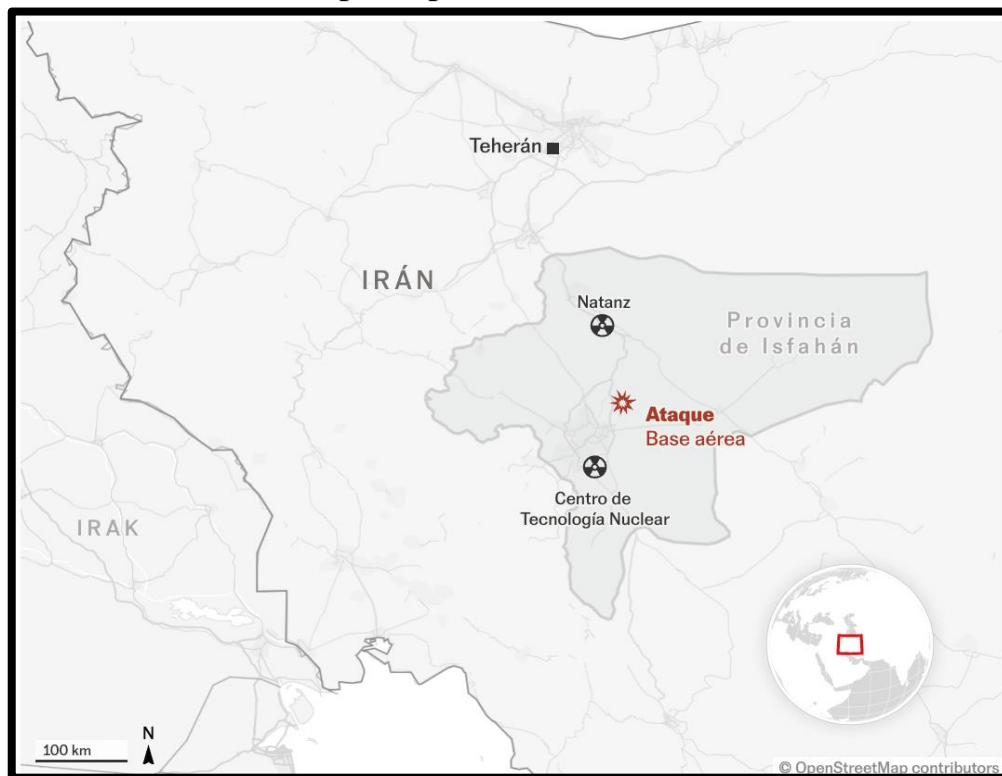 Teherán
IRÁN
Natanz
Provincia
de Isfahán
Ataque
Base aérea
Centro de
Tecnología Nuclear
IRAK
N
100 km
© OpenStreetMap contributors